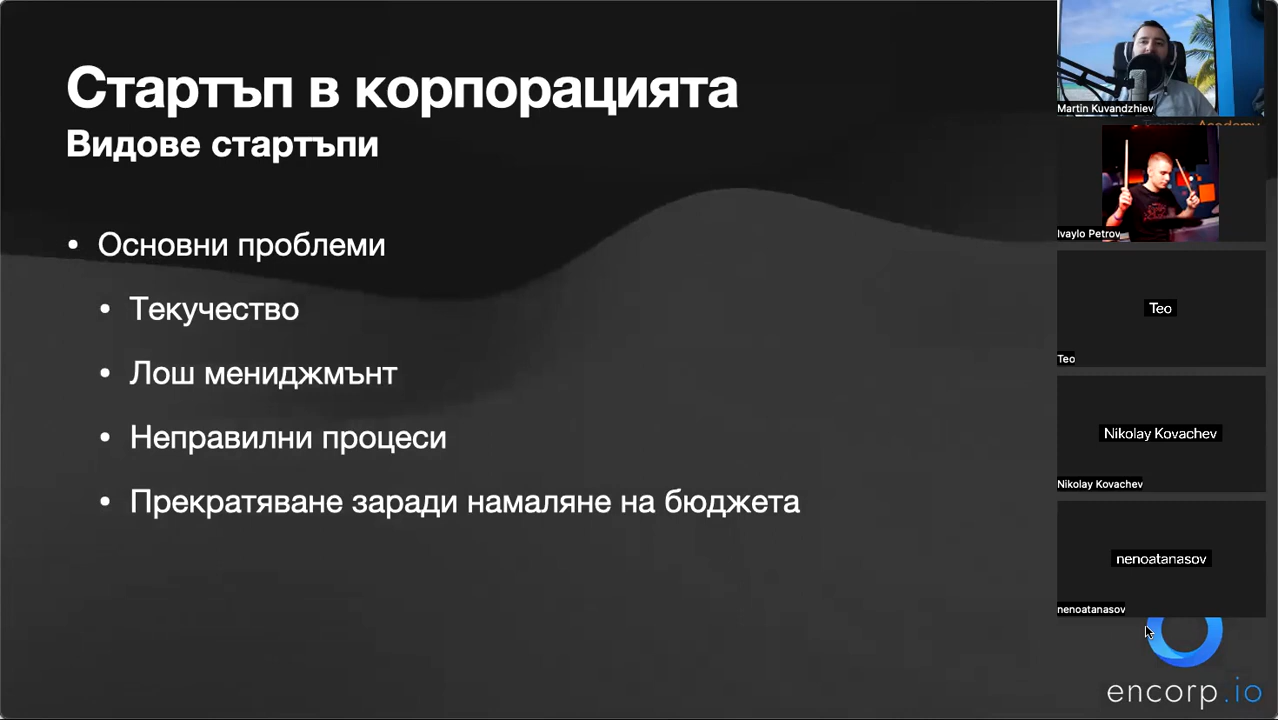 Стартъп в корпорацията
Видове стартъпи
• Основни проблеми
• Текучество
• Лош мениджмънт
• Неправилни процеси
• Прекратяване заради намаляне на бюджета
Martin Kuvandzhiev
Academy
Ivaylo Petrov
Teo
Teo
Nikolay Kovachev
Nikolay Kovachev
nenoatanasov
nenoatanasov
encorp.io